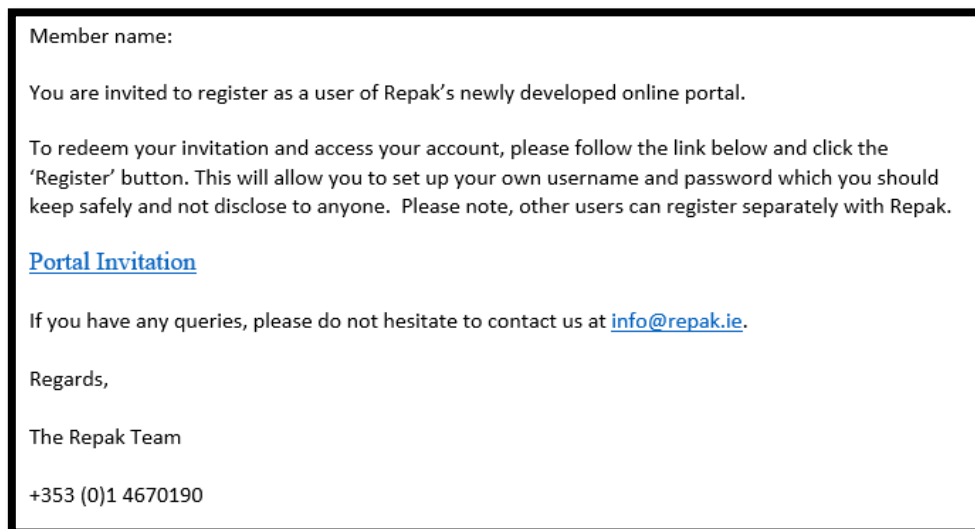 Member name:
You are invited to register as a user of Repak’s newly developed online portal.
To redeem your invitation and access your account, please follow the link below and click the
‘Register’ button. This will allow you to set up your own username and password which you should
keep safely and not disclose to anyone.  Please note, other users can register separately with Repak.
Portal Invitation
If you have any queries, please do not hesitate to contact us at info@repak.ie.
Regards,
The Repak Team
+353 (0)1 4670190